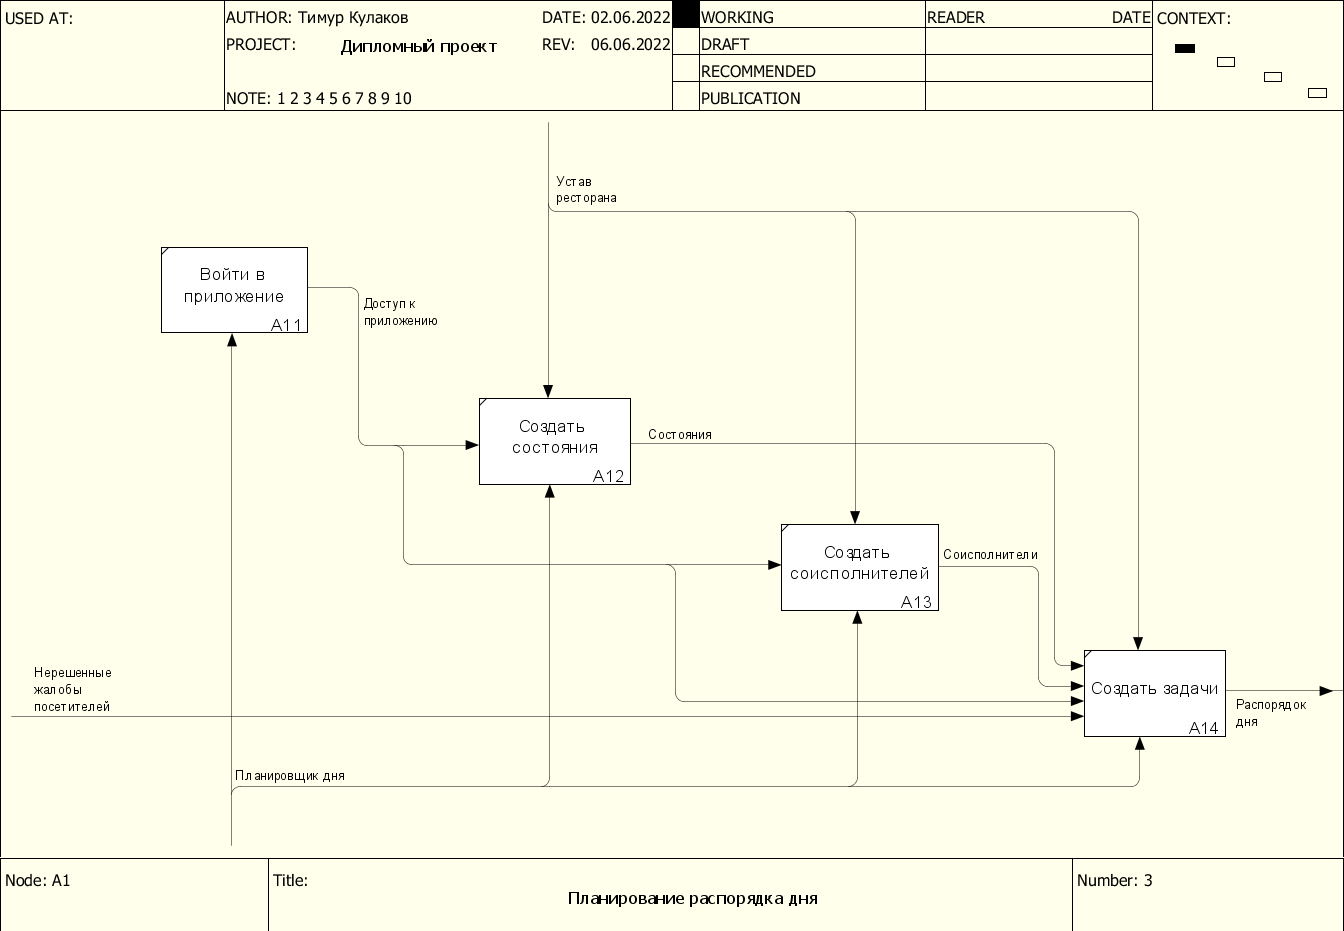 USED AT:
AUTHOR: Тимур Кулаков
DATE: 02.06.2022
WORKING
READER
DATE
CONTEXT:
PROJECT:
Дипломный проект
REV: 06.06.2022
DRAFT
RECOMMENDED
NOTE: 1 2 3 4 5 6 7 8 9 10
PUBLICATION
Устав
ресторана
Войти в
приложение
A11
Доступ к
приложению
Создать
состояния
A12
Состояния
Создать
соисполнителей
A13
Соисполнители
Нерешенные
жалобы
посетителей
Создать задачи
A14
Распорядок
дня
Планировщик дня
Node: A1
Title:
Планирование распорядка дня
Number: 3